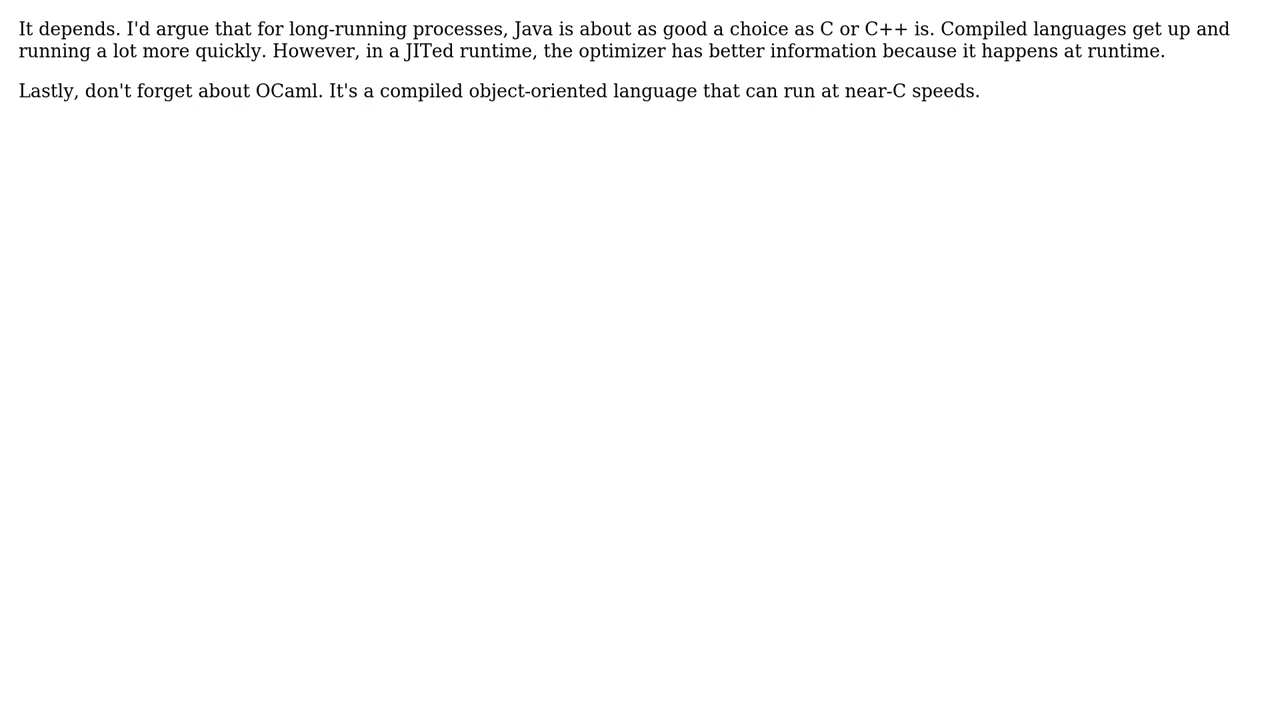 It depends. I'd argue that for long-running processes, Java is about as good a choice as C or C++ is. Compiled languages get up and
running a lot more quickly. However, in a JITed runtime, the optimizer has better information because it happens at runtime.
Lastly, don't forget about OCaml. It's a compiled object-oriented language that can run at near-C speeds.